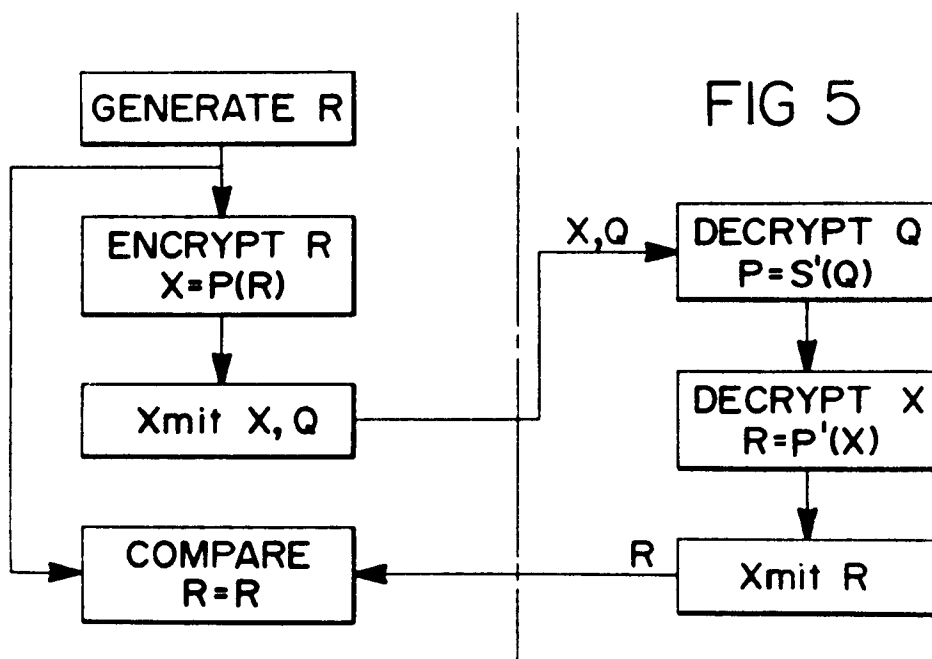 FIG 5
GENERATE R
ENCRYPT R
X=P(R)
Xmit X, Q
COMPARE
R=R
X,Q
DECRYPT Q
P=S'(Q)
DECRYPT X
R=P'(X)
R
Xmit R